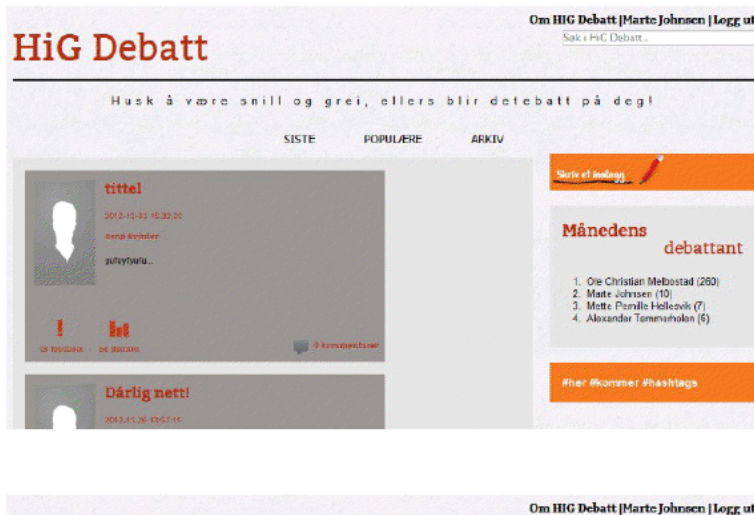 Om HIG Debatt |Marte Johnsen | Logg ut
HiG Debatt
Søk i HiG Debatt...
Husk å være snill og grei, ellers blir detebatt på deg!
SISTE POPULÆRE ARKIV
Skriv et innlegg
tittel
Månedens
debattant
1. Ole Christian Melbostad (260)
2. Marte Johnsen (10)
3. Mette Pernille Hellesvik (7)
4. Alexander (6)
0 kommentarer
#her #kommer #hashtags
Dårlig nett!
Om HIG Debatt |Marte Johnsen | Logg ut